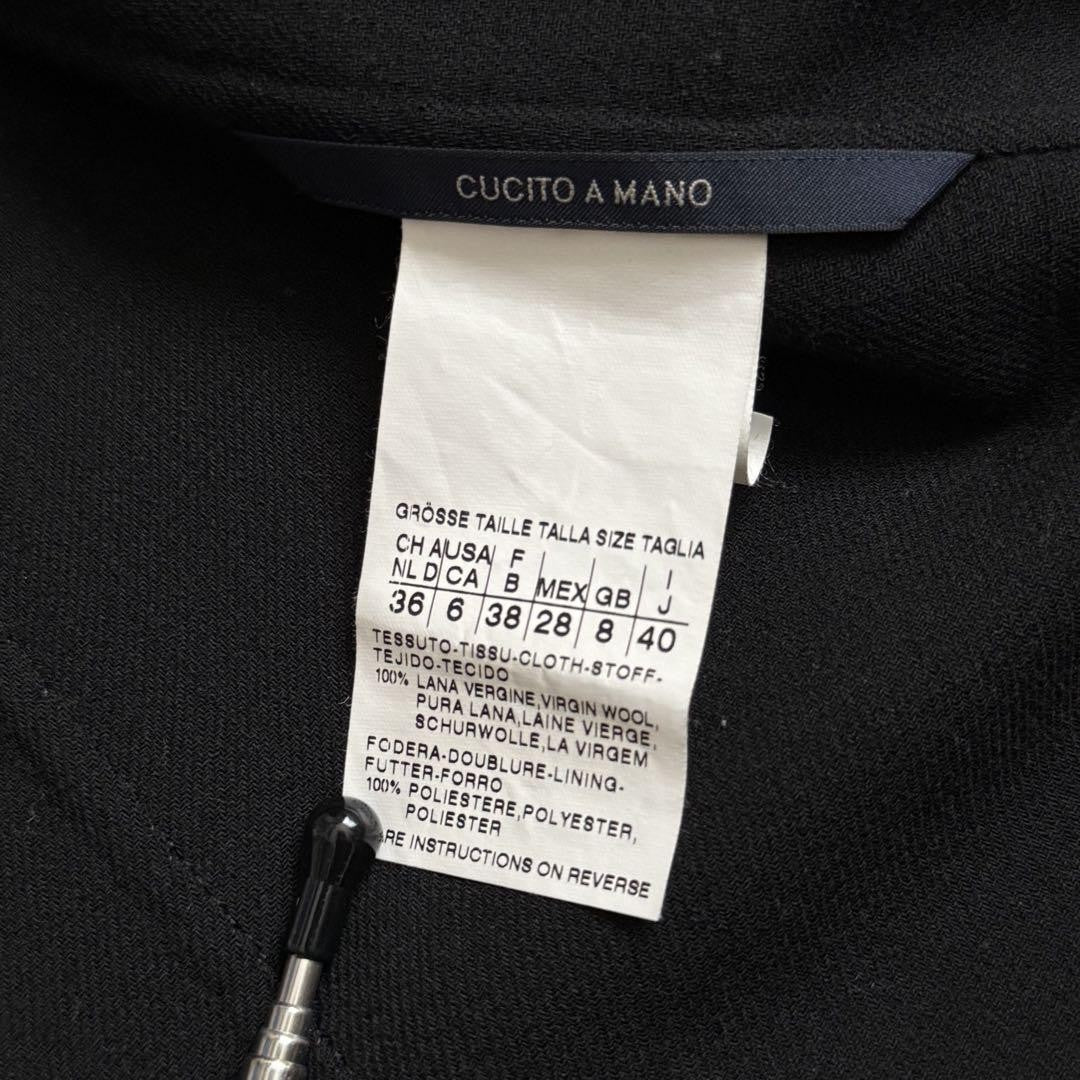 CUCITO A MANO
GRÖSSE TAILLE TALLA SIZE TAGLIA
CH A USA F I
NL D CA B MEX GB J
36 6 38 28 8 40
TESSUTO-TISSU-CLOTH-STOFF-
TEJIDO-TECIDO
100% LANA VERGINE,VIRGIN WOOL,
PURA LANA,LAINE VIERGE,
SCHURWOLLE,LA VIRGEM
FODERA-DOUBLURE-LINING-
FUTTER-FORRO
100% POLIESTERE,POLYESTER,
POLIESTER
INSTRUCTIONS ON REVERSE